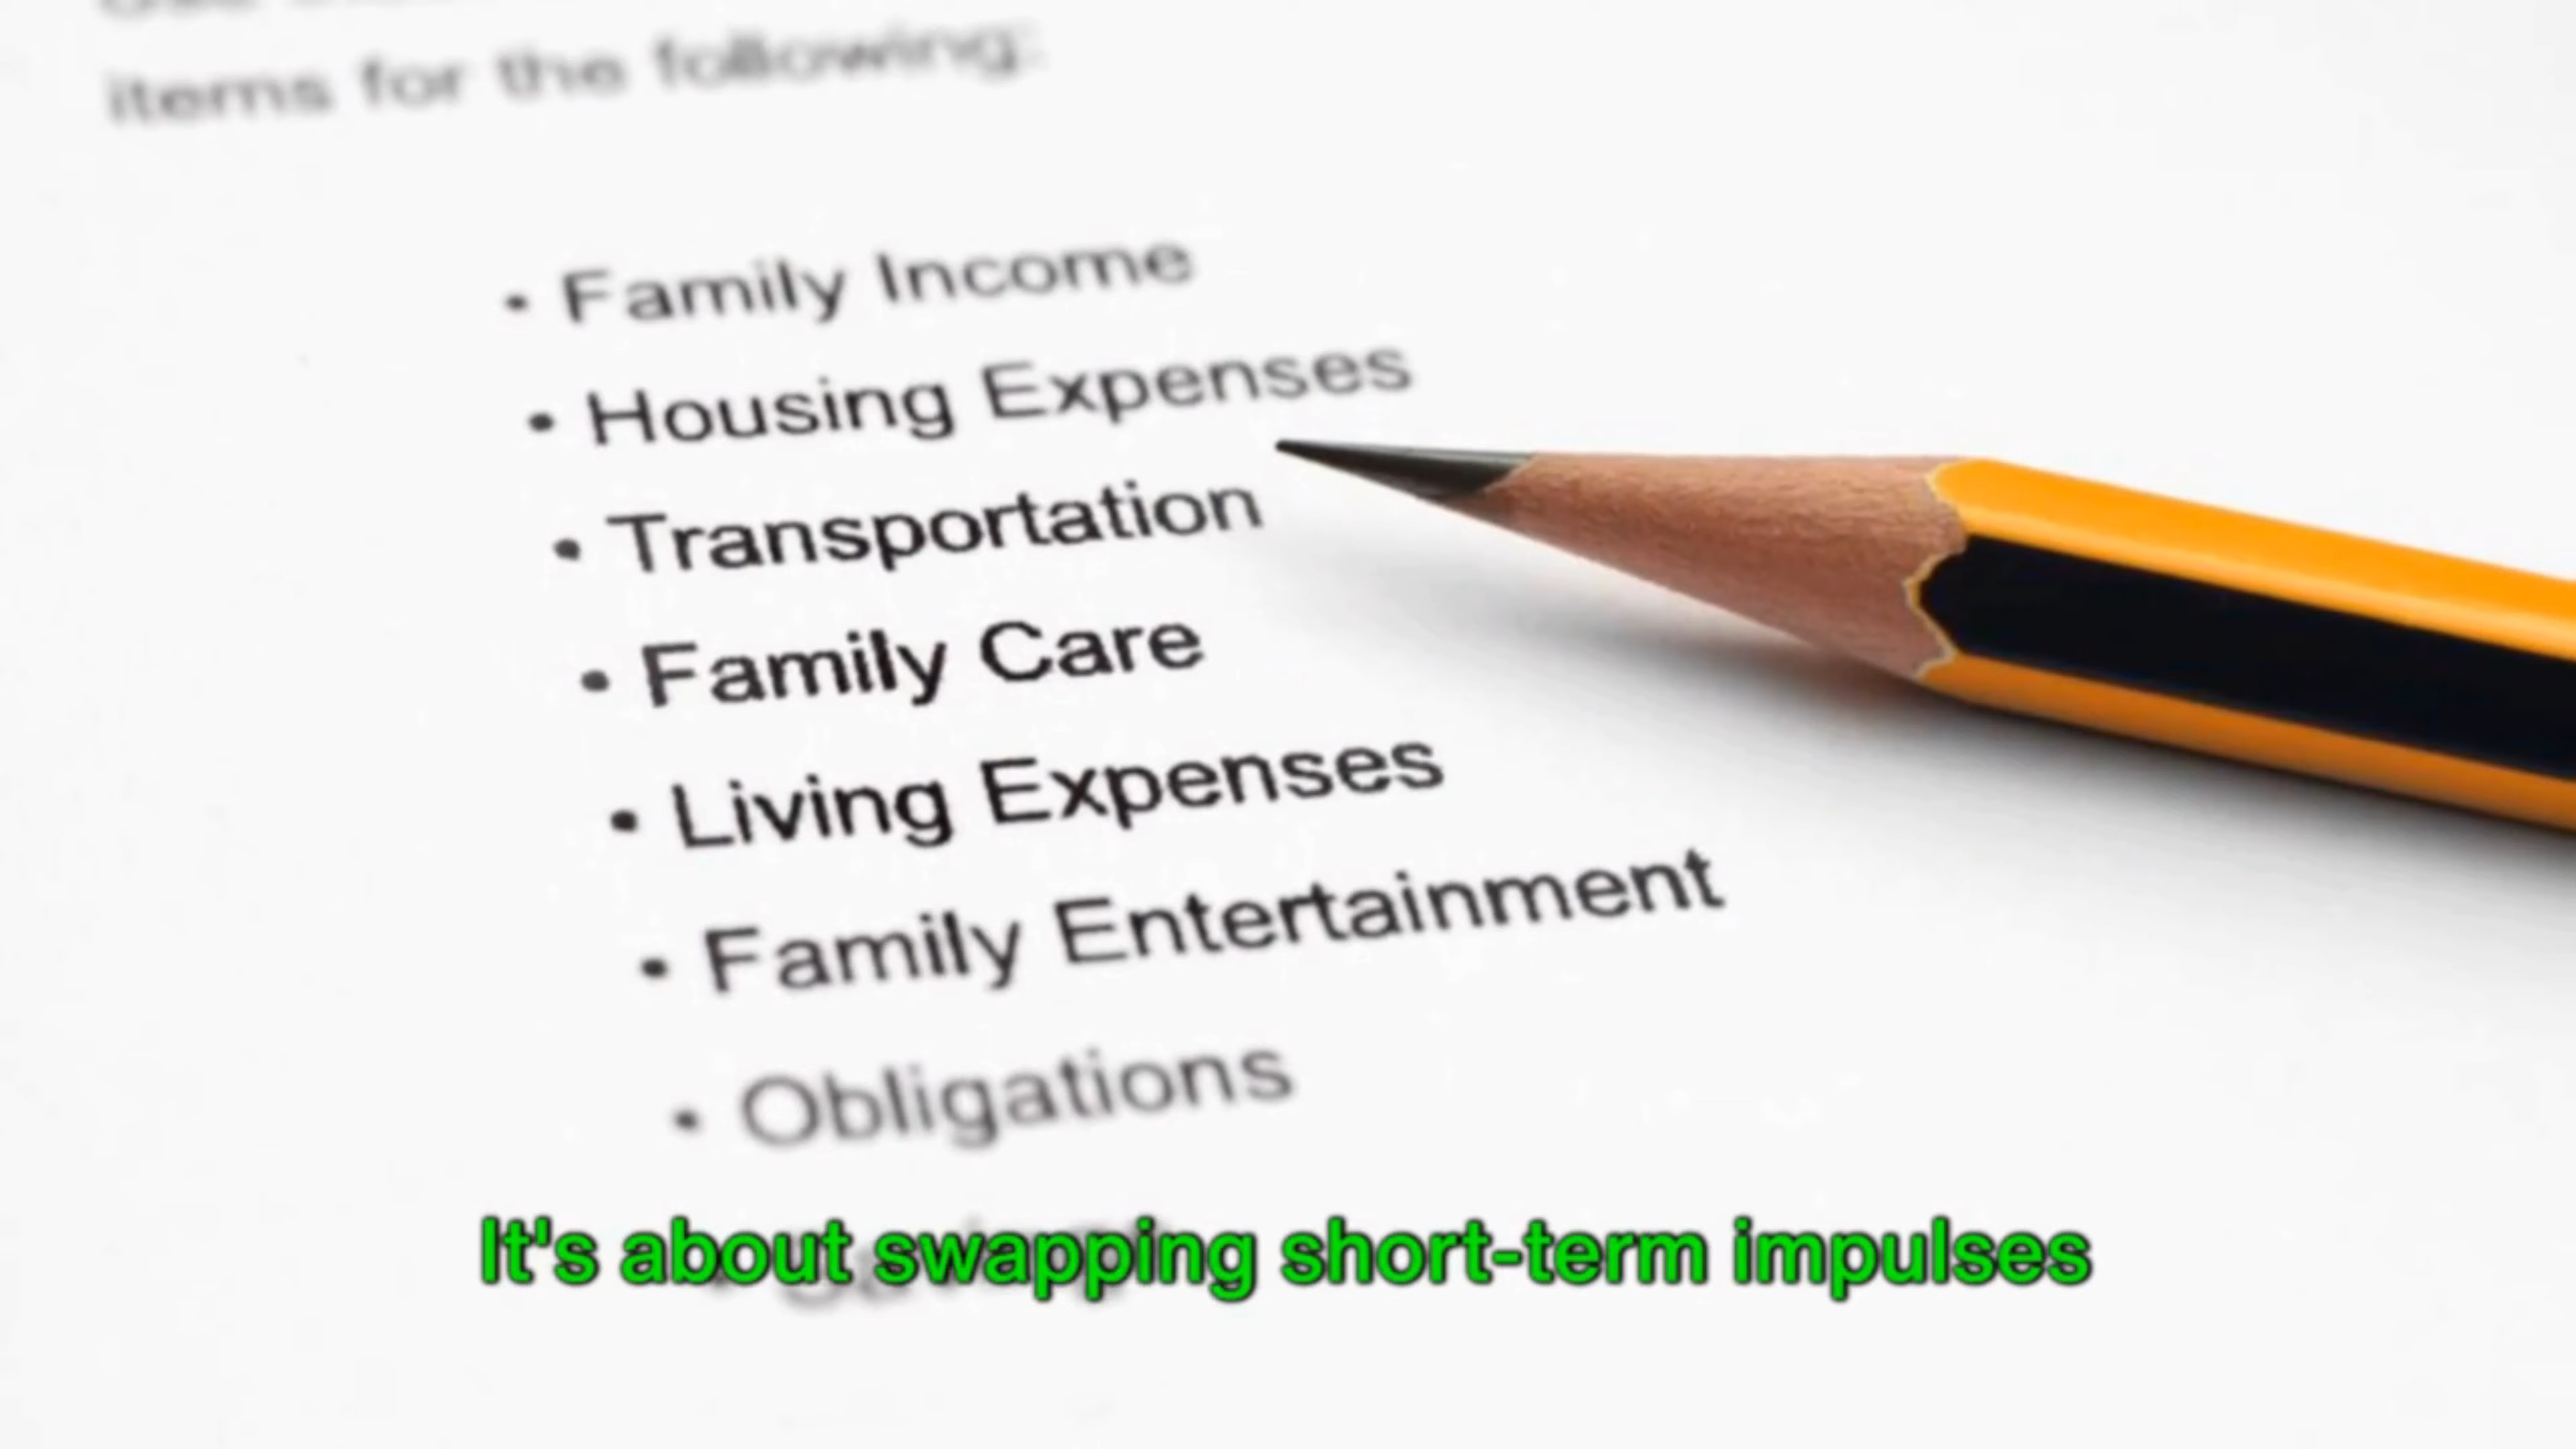 items for the following:
• Family Income
• Housing Expenses
• Transportation
• Family Care
• Living Expenses
• Family Entertainment
• Obligations
It's about swapping short-term impulses